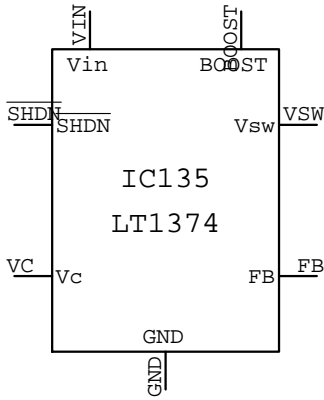 VIN
BOOST
Vin
BOOST
SHDN
SHDN
VSW
Vsw
IC135
LT1374
VC
Vc
FB
FB
GND
GND